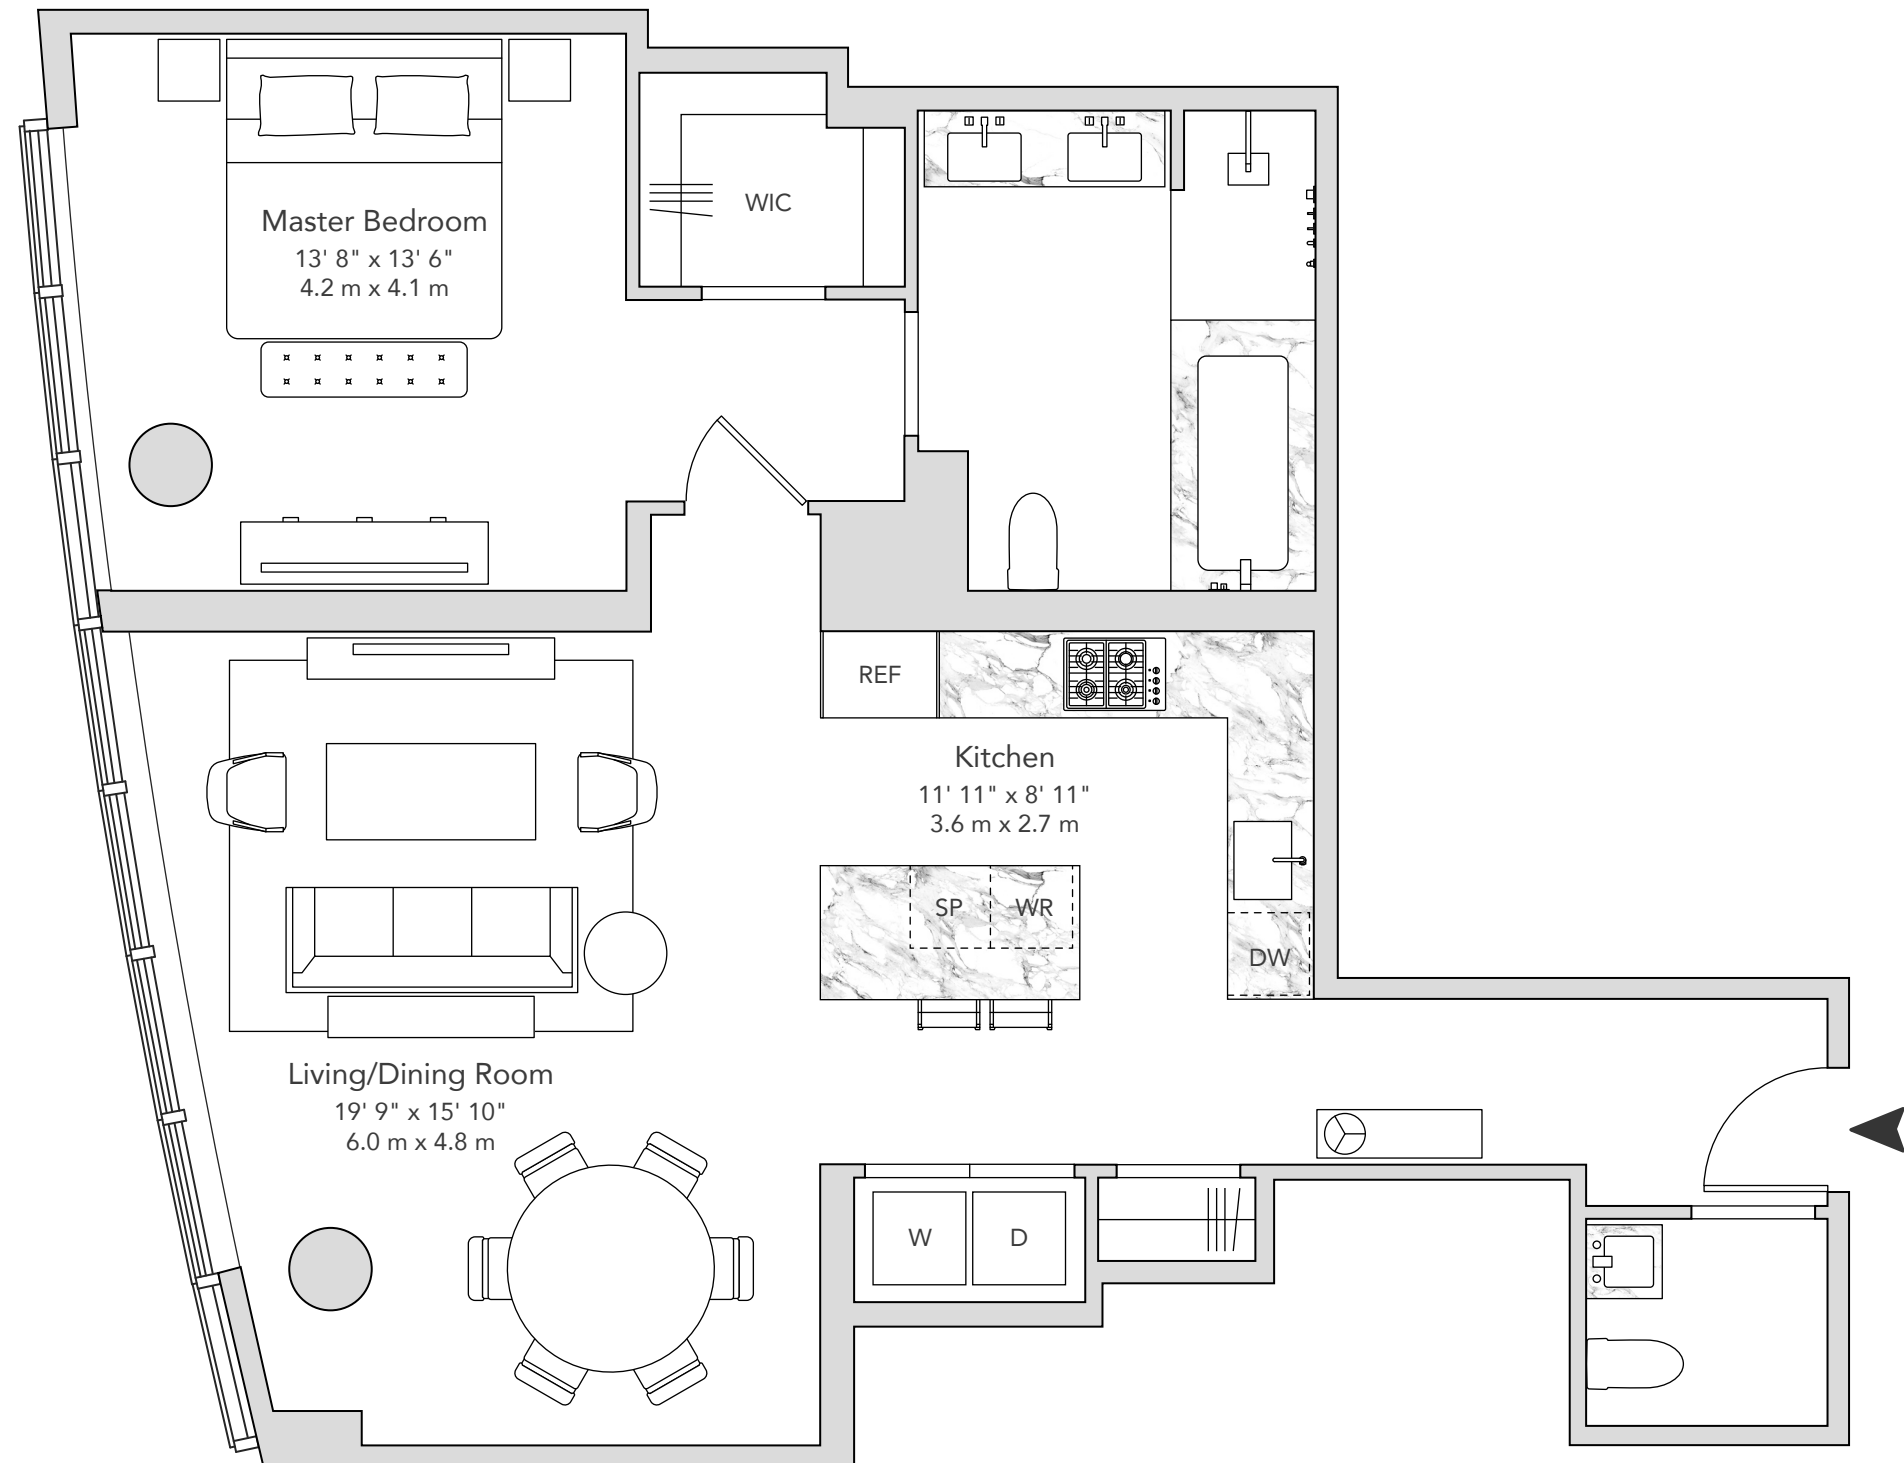 Master Bedroom
13' 8" x 13' 6"
4.2 m x 4.1 m
WIC
REF
Kitchen
11' 11" x 8' 11"
3.6 m x 2.7 m
SP
WR
DW
Living/Dining Room
19' 9" x 15' 10"
6.0 m x 4.8 m
W
D